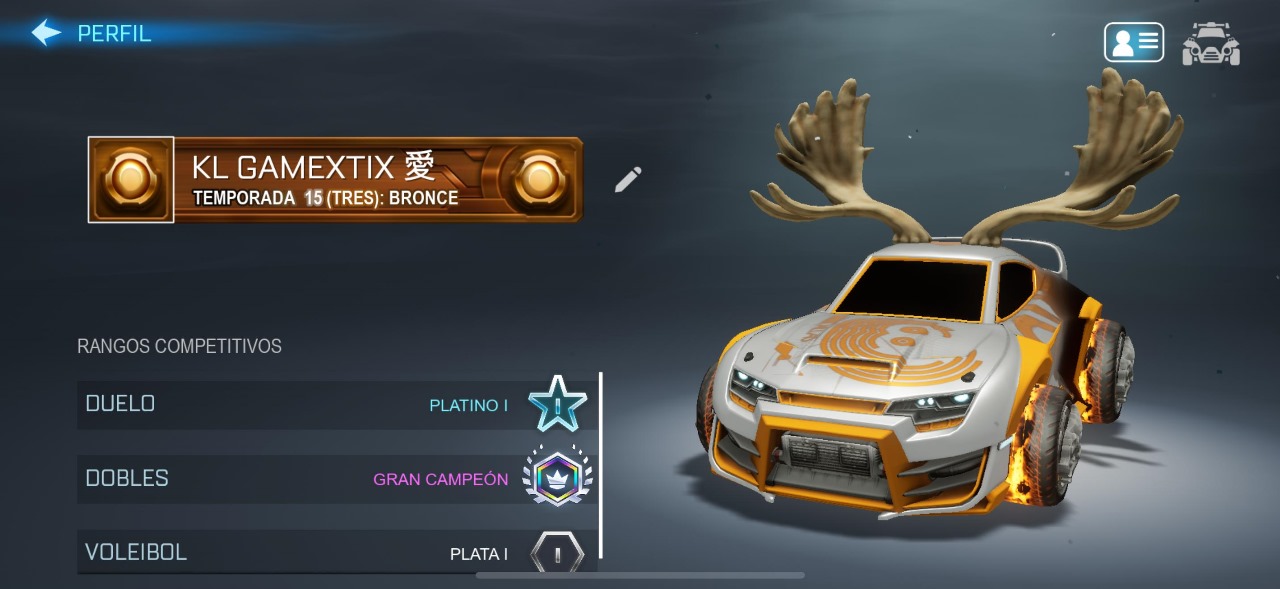 PERFIL
KL GAMEXTIX 愛
TEMPORADA 15 (TRES): BRONCE
RANGOS COMPETITIVOS
DUELO PLATINO I
DOBLES GRAN CAMPEÓN
VOLEIBOL PLATA I